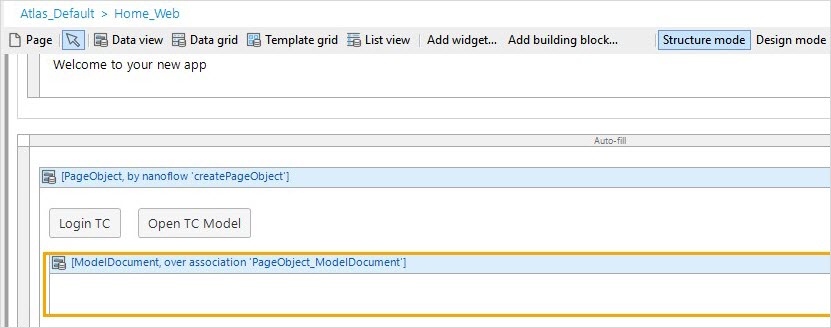 Atlas_Default > Home_Web
Page Data view Data grid Template grid List view Add widget... Add building block... Structure mode Design mode
Welcome to your new app
Auto-fill
[PageObject, by nanoflow 'createPageObject']
Login TC Open TC Model
[ModelDocument, over association 'PageObject_ModelDocument']